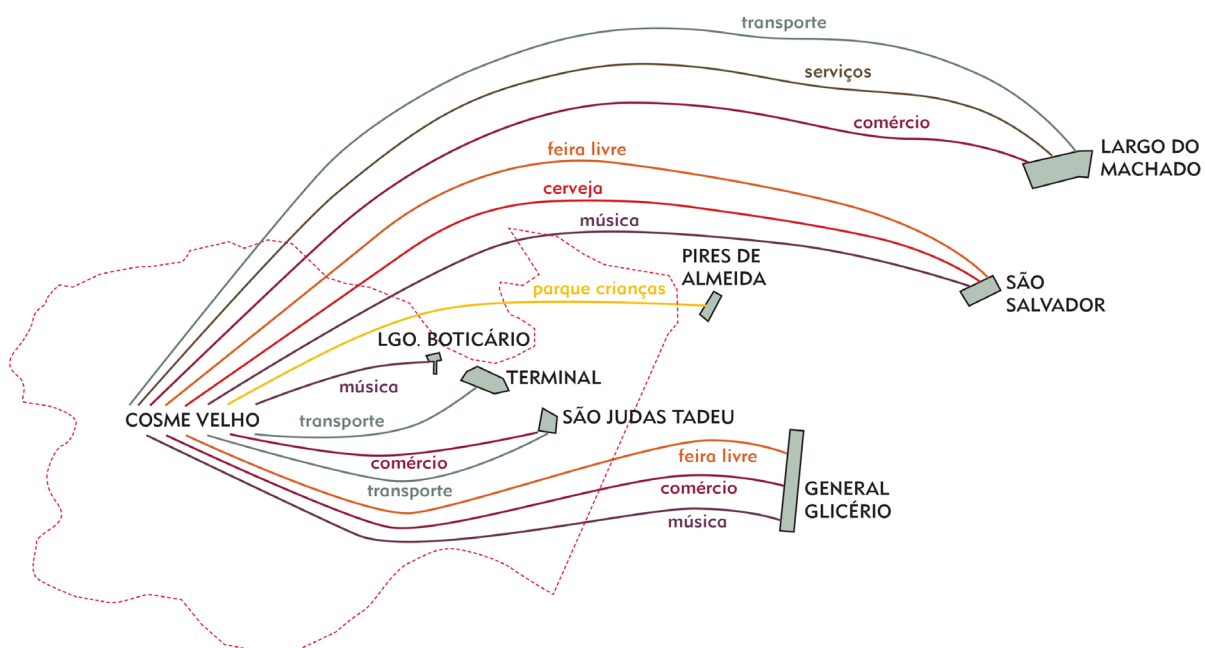 transporte
serviços
comércio
LARGO DO
MACHADO
feira livre
cerveja
música
PIRES DE
ALMEIDA
parque crianças
SÃO
SALVADOR
LGO. BOTICÁRIO
música
TERMINAL
COSME VELHO
transporte
SÃO JUDAS TADEU
comércio
transporte
feira livre
comércio
música
GENERAL
GLICÉRIO